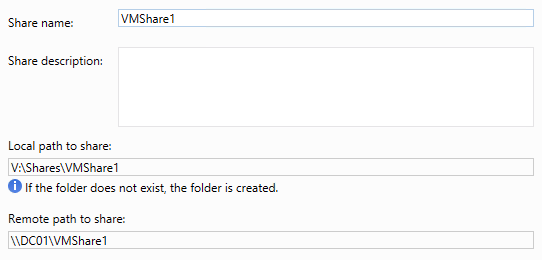 Share name: VMShare1
Share description:
Local path to share:
V:\Shares\VMShare1
If the folder does not exist, the folder is created.
Remote path to share:
\\DC01\VMShare1